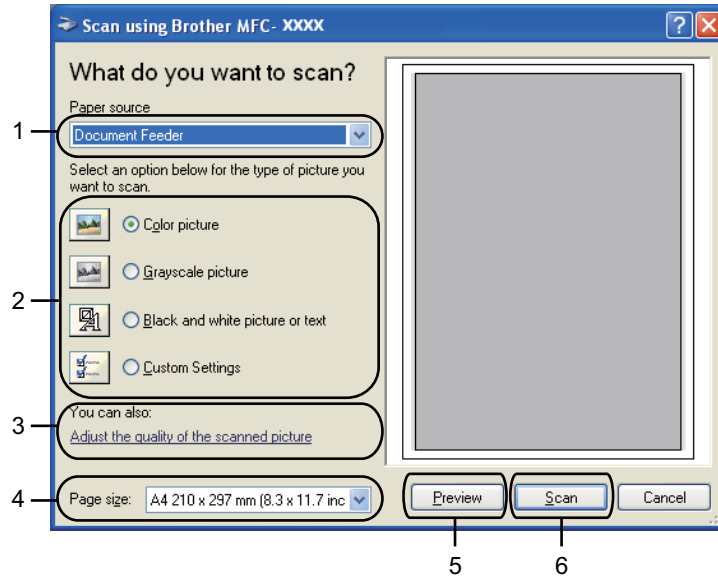 Scan using Brother MFC- XXXX
What do you want to scan?
Paper source
1
Document Feeder
Select an option below for the type of picture you
want to scan.
2
Color picture
Grayscale picture
Black and white picture or text
Custom Settings
3
You can also:
Adjust the quality of the scanned picture
4
Page size:
A4 210 x 297 mm (8.3 x 11.7 inc
Preview
Scan
Cancel
5
6